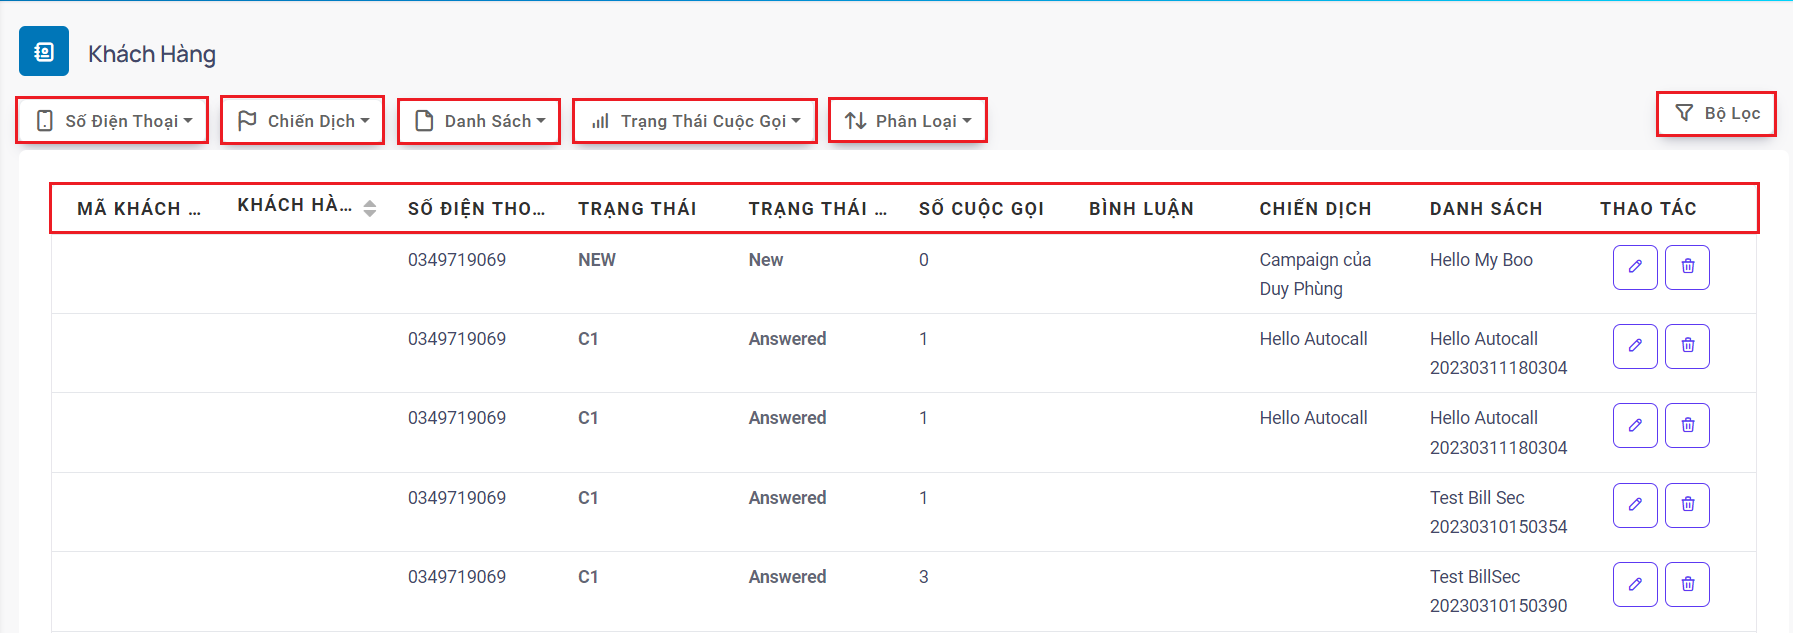 Khách Hàng
Số Điện Thoại Chiến Dịch Danh Sách Trạng Thái Cuộc Gọi Phân Loại Bộ Lọc
MÃ KHÁCH ... KHÁCH HÀ... SỐ ĐIỆN THO... TRẠNG THÁI TRẠNG THÁI ... SỐ CUỘC GỌI BÌNH LUẬN CHIẾN DỊCH DANH SÁCH THAO TÁC
0349719069 NEW New 0 Campaign của Hello My Boo
Duy Phùng
0349719069 C1 Answered 1 Hello Autocall Hello Autocall
20230311180304
0349719069 C1 Answered 1 Hello Autocall Hello Autocall
20230311180304
0349719069 C1 Answered 1 Test Bill Sec
20230310150354
0349719069 C1 Answered 3 Test BillSec
20230310150390